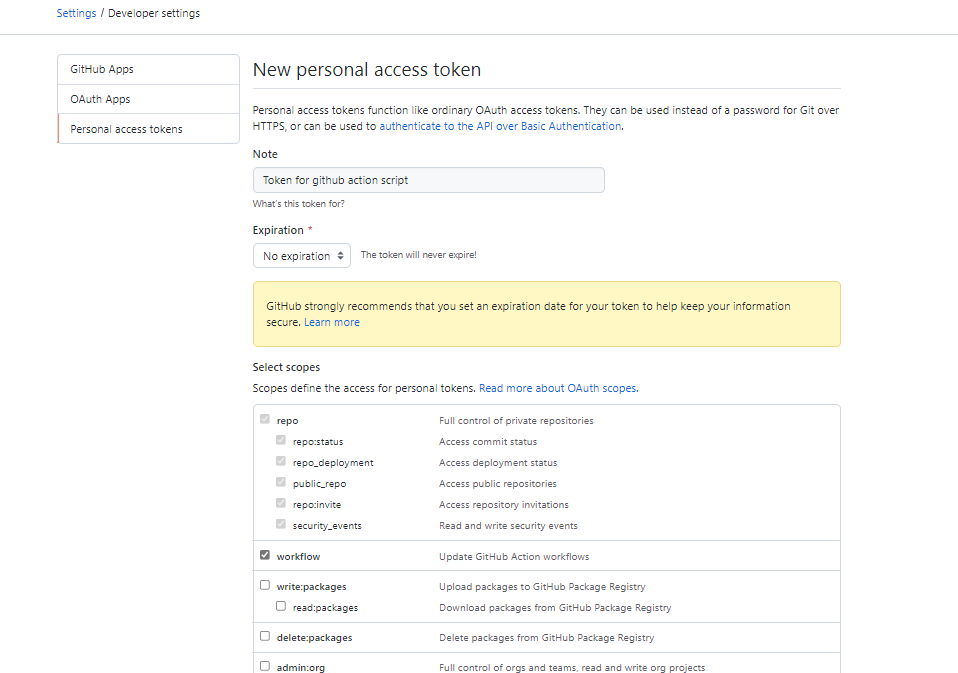 Settings / Developer settings
GitHub Apps
OAuth Apps
Personal access tokens
New personal access token
Personal access tokens function like ordinary OAuth access tokens. They can be used instead of a password for Git over
HTTPS, or can be used to authenticate to the API over Basic Authentication.
Note
Token for github action script
What's this token for?
Expiration *
No expiration The token will never expire!
GitHub strongly recommends that you set an expiration date for your token to help keep your information
secure. Learn more
Select scopes
Scopes define the access for personal tokens. Read more about OAuth scopes.
repo Full control of private repositories
repo:status Access commit status
repo_deployment Access deployment status
public_repo Access public repositories
repo:invite Access repository invitations
security_events Read and write security events
workflow Update GitHub Action workflows
write:packages Upload packages to GitHub Package Registry
read:packages Download packages from GitHub Package Registry
delete:packages Delete packages from GitHub Package Registry
admin:org Full control of orgs and teams, read and write org projects